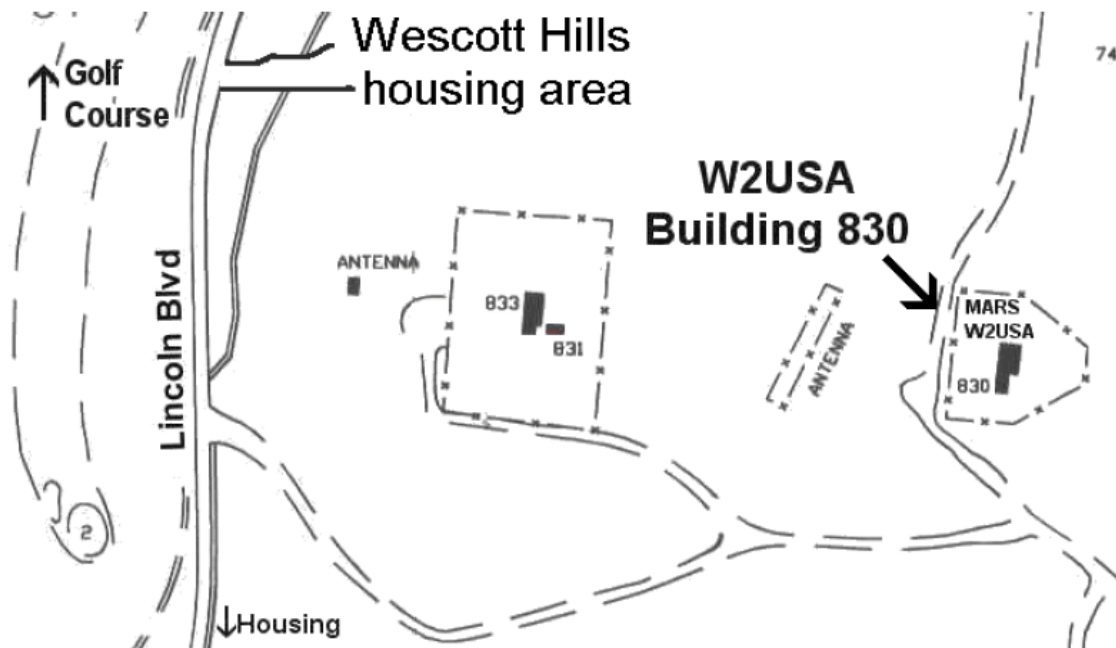 Wescott Hills
housing area
Golf
Course
74
W2USA
Building 830
ANTENNA
833
831
MARS
W2USA
830
ANTENNA
Lincoln Blvd
2
Housing